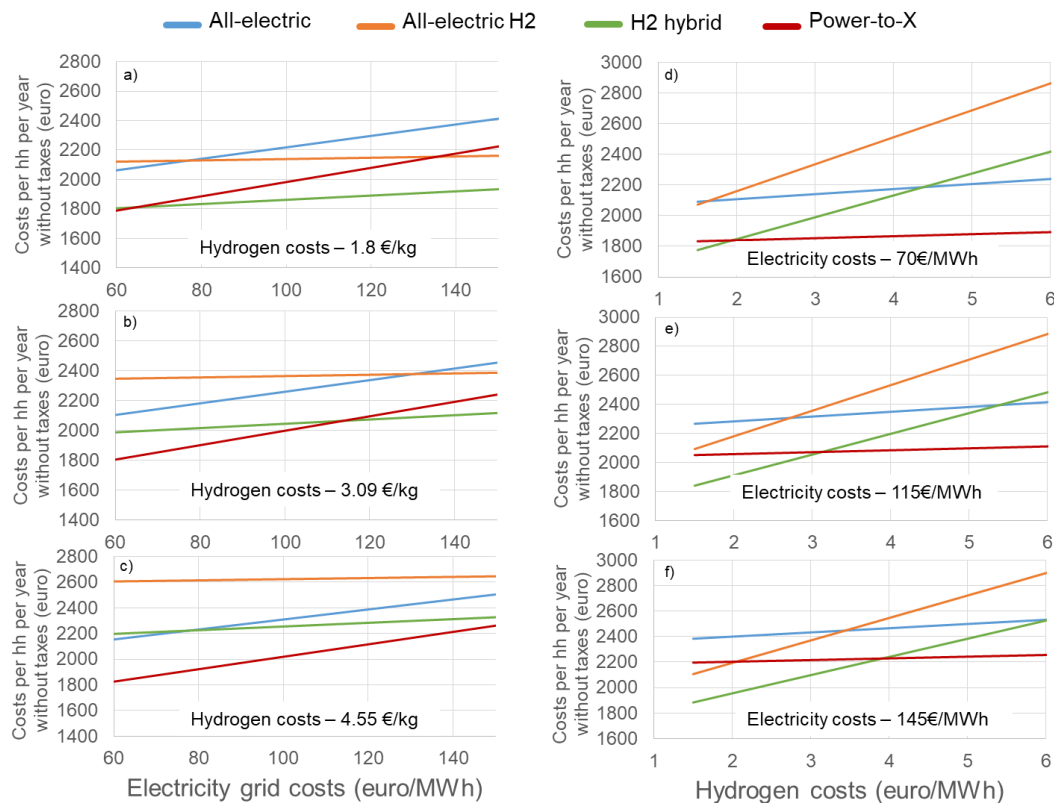 All-electric
All-electric H2
H2 hybrid
Power-to-X
a)
Costs per hh per year
without taxes (euro)
2800
2600
2400
2200
2000
1800
1600
1400
60
80
100
120
140
Hydrogen costs – 1.8 €/kg
b)
Costs per hh per year
without taxes (euro)
2800
2600
2400
2200
2000
1800
1600
1400
60
80
100
120
140
Hydrogen costs – 3.09 €/kg
c)
Costs per hh per year
without taxes (euro)
2800
2600
2400
2200
2000
1800
1600
1400
60
80
100
120
140
Hydrogen costs – 4.55 €/kg
Electricity grid costs (euro/MWh)
d)
Costs per hh per year
without taxes (euro)
3000
2800
2600
2400
2200
2000
1800
1600
1
2
3
4
5
6
Electricity costs – 70€/MWh
e)
Costs per hh per year
without taxes (euro)
3000
2800
2600
2400
2200
2000
1800
1600
1
2
3
4
5
6
Electricity costs – 115€/MWh
f)
Costs per hh per year
without taxes (euro)
3000
2800
2600
2400
2200
2000
1800
1600
1
2
3
4
5
6
Electricity costs – 145€/MWh
Hydrogen costs (euro/MWh)